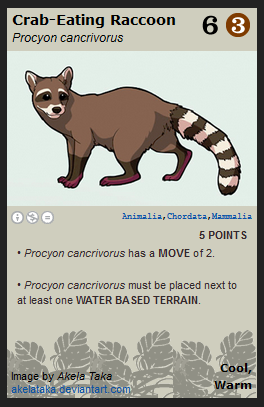 Crab-Eating Raccoon 6 3
Procyon cancrivorus
Animalia,Chordata,Mammalia
5 POINTS
• Procyon cancrivorus has a MOVE of 2.
• Procyon cancrivorus must be placed next to
at least one WATER BASED TERRAIN.
Cool,
Warm
Image by Akela Taka
akelataka.deviantart.com